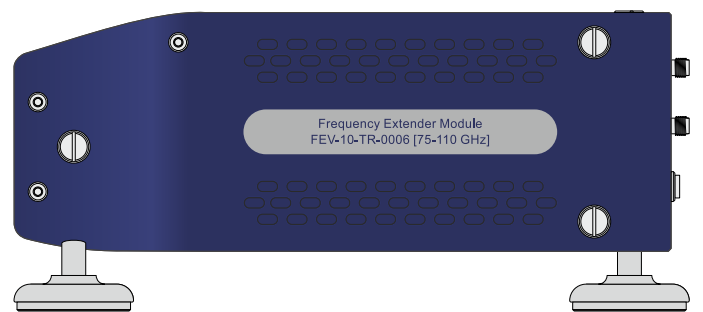 Frequency Extender Module
FEV-10-TR-0006 [75-110 GHz]